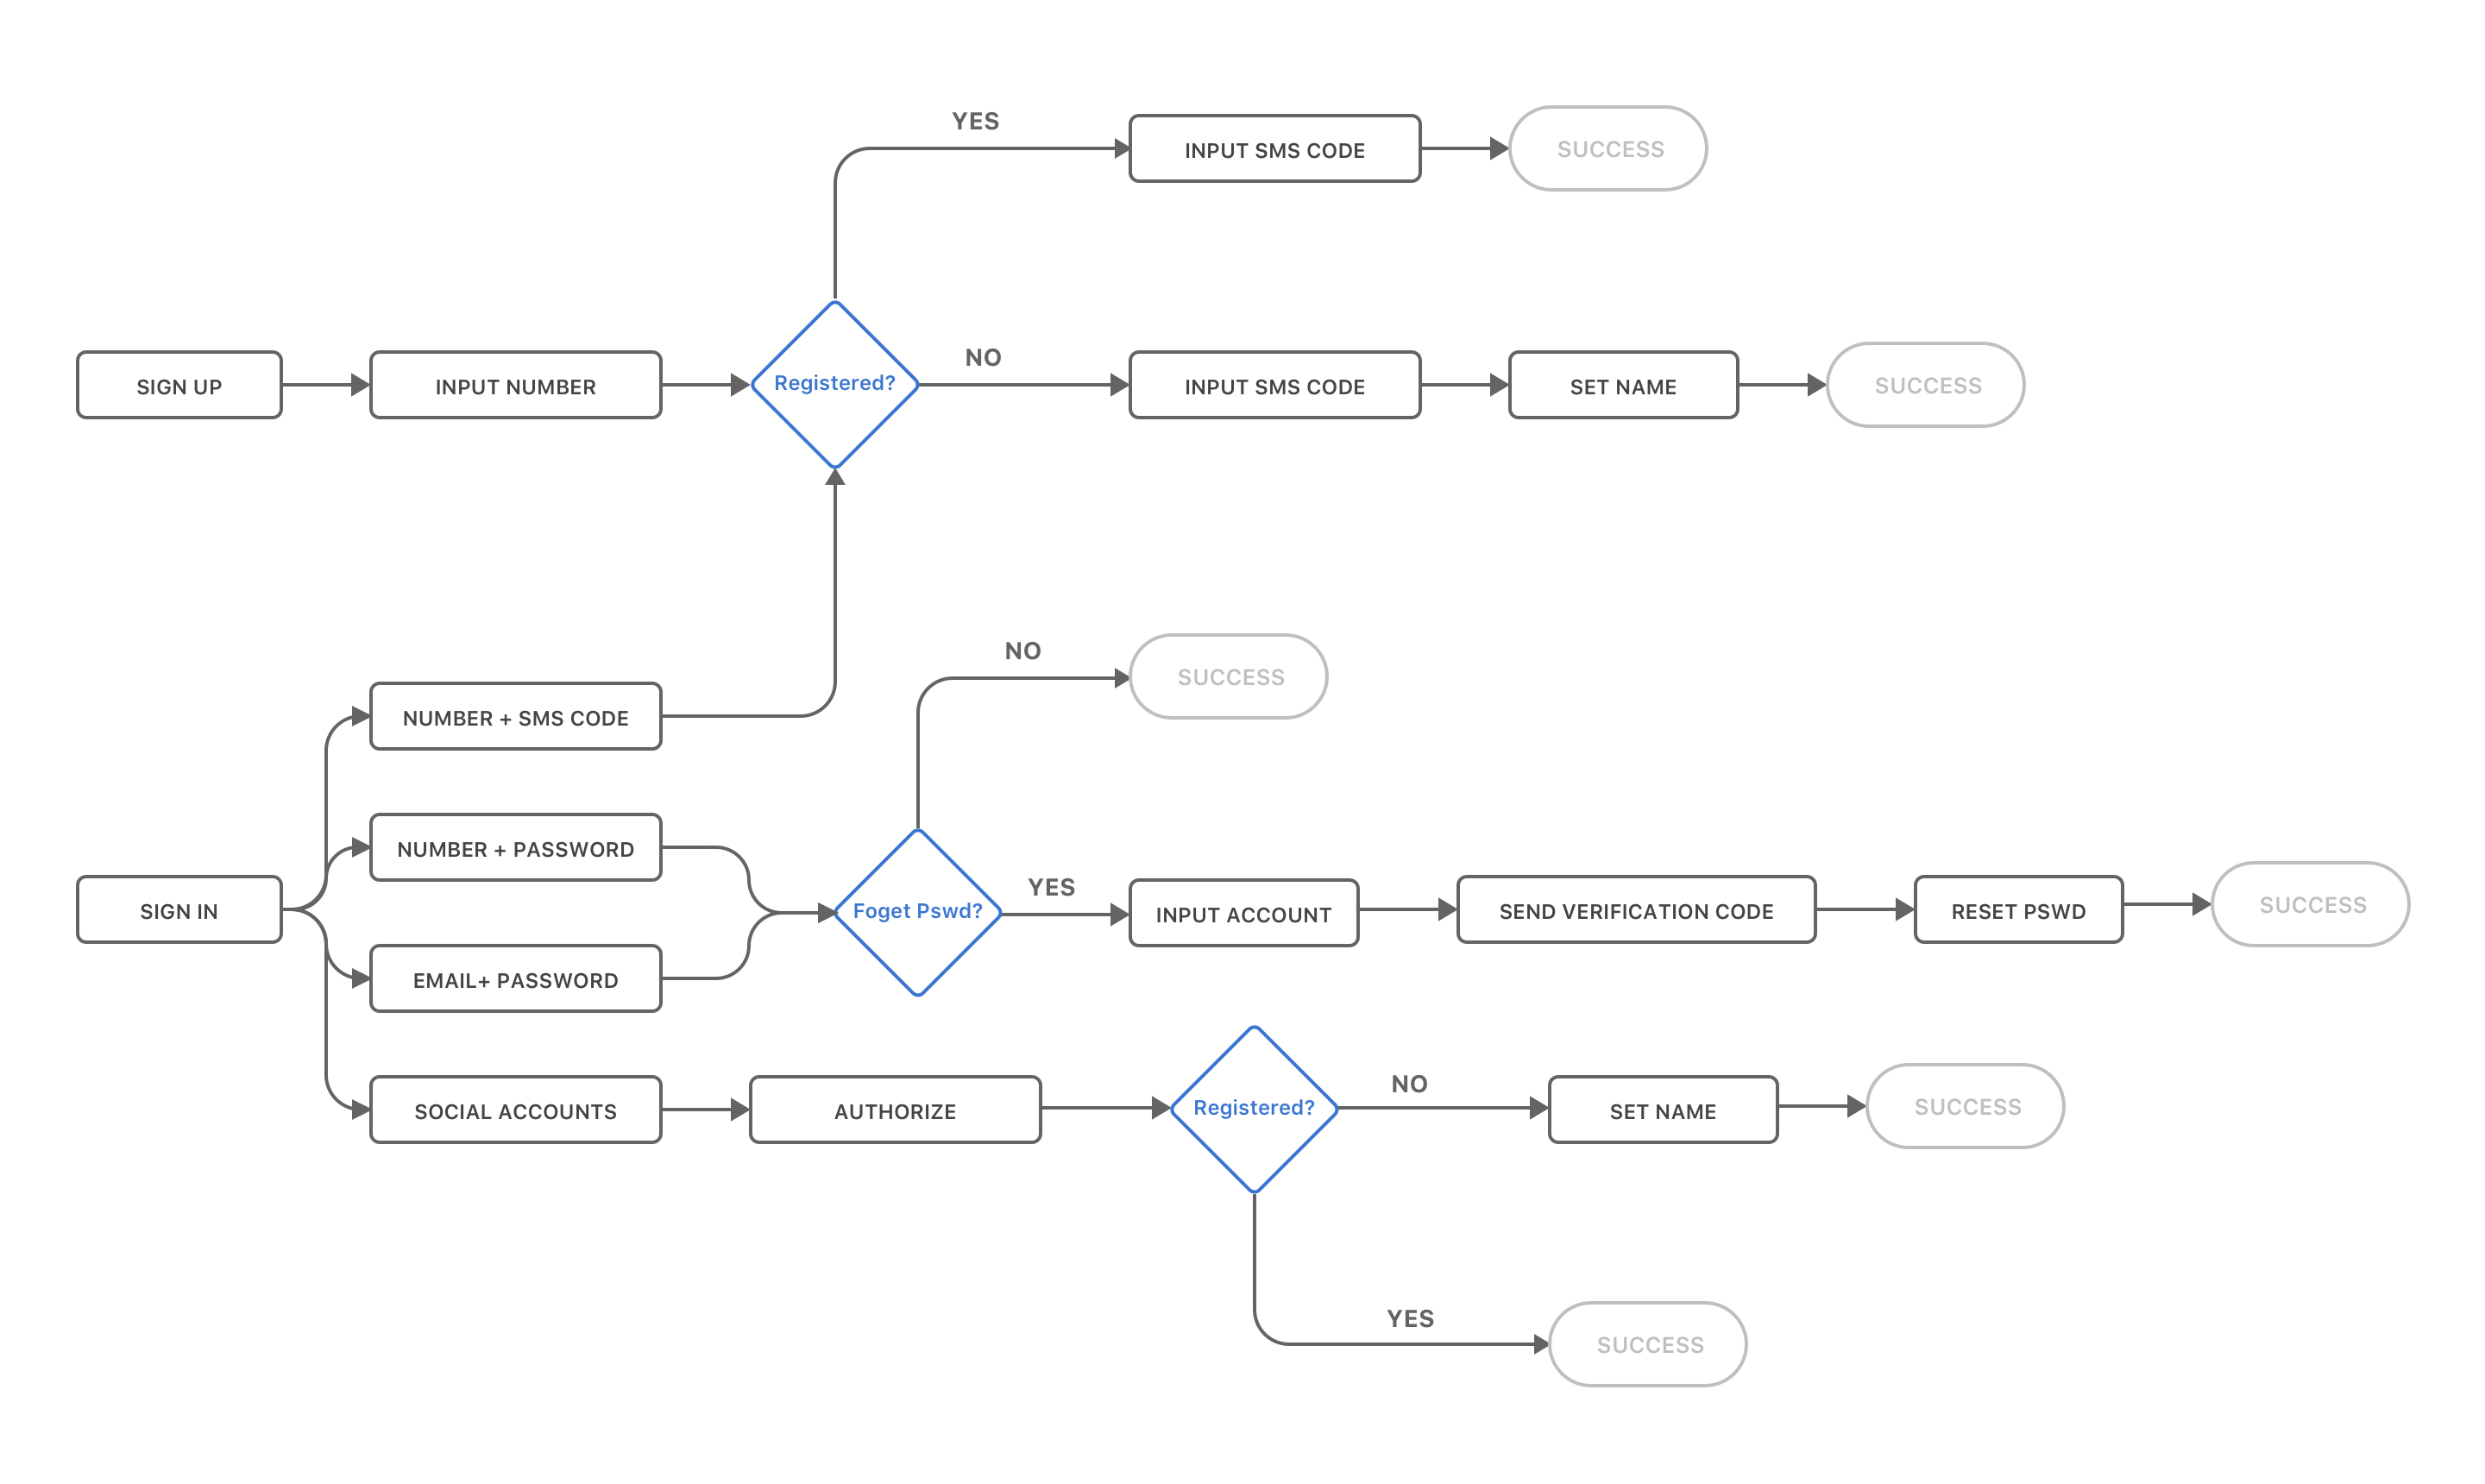 YES
INPUT SMS CODE
SUCCESS
SIGN UP
INPUT NUMBER
Registered?
NO
INPUT SMS CODE
SET NAME
SUCCESS
NO
SUCCESS
NUMBER + SMS CODE
NUMBER + PASSWORD
SIGN IN
Foget Pswd?
YES
INPUT ACCOUNT
SEND VERIFICATION CODE
RESET PSWD
SUCCESS
EMAIL+ PASSWORD
SOCIAL ACCOUNTS
AUTHORIZE
Registered?
NO
SET NAME
SUCCESS
YES
SUCCESS